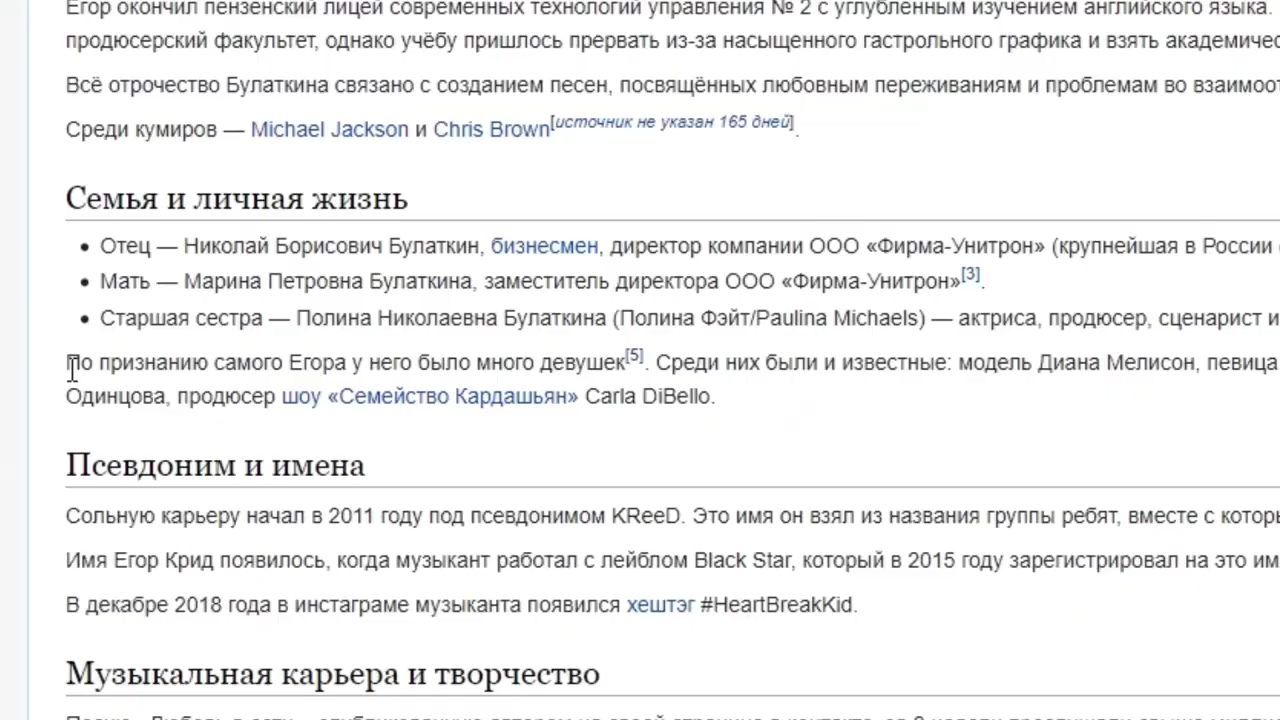 Егор окончил пензенский лицей современных технологий управления № 2 с углубленным изучением английского языка.
продюсерский факультет, однако учёбу пришлось прервать из-за насыщенного гастрольного графика и взять
Всё отрочество Булаткина связано с созданием песен, посвящённых любовным переживаниям и проблемам во
Среди кумиров — Michael Jackson и Chris Brown[источник не указан 165 дней].
Семья и личная жизнь
• Отец — Николай Борисович Булаткин, бизнесмен, директор компании ООО «Фирма-Унитрон» (крупнейшая в России
• Мать — Марина Петровна Булаткина, заместитель директора ООО «Фирма-Унитрон»[3].
• Старшая сестра — Полина Николаевна Булаткина (Полина Фэйт/Paulina Michaels) — актриса, продюсер, сценарист и
По признанию самого Егора у него было много девушек[5]. Среди них были и известные: модель Диана Мелисон, певица
Одинцова, продюсер шоу «Семейство Кардашьян» Carla DiBello.
Псевдоним и имена
Сольную карьеру начал в 2011 году под псевдонимом KReeD. Это имя он взял из названия группы ребят, вместе с
Имя Егор Крид появилось, когда музыкант работал с лейблом Black Star, который в 2015 году зарегистрировал на это
В декабре 2018 года в инстаграме музыканта появился хештэг #HeartBreakKid.
Музыкальная карьера и творчество